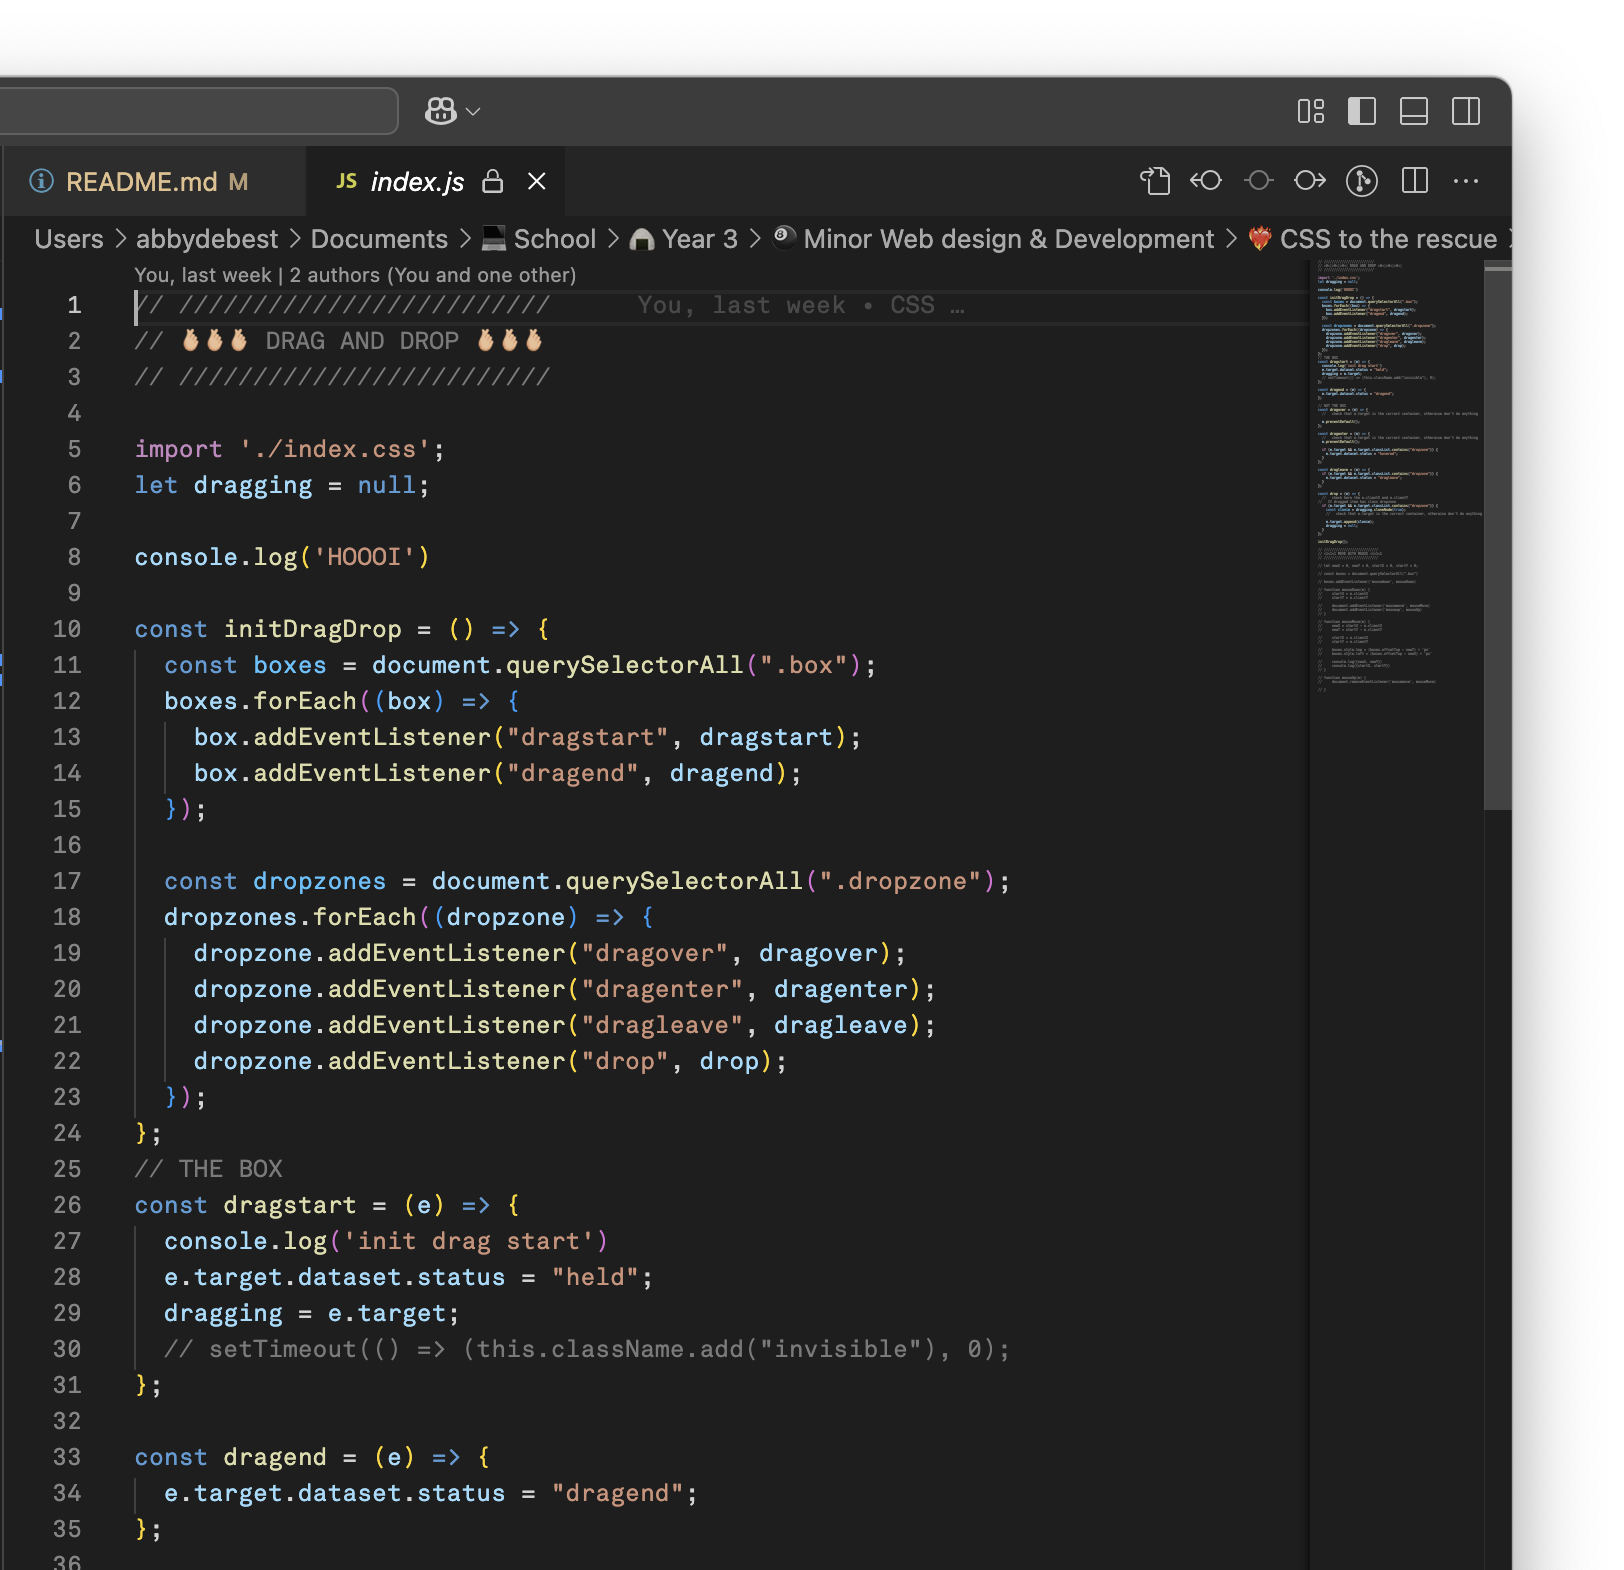 README.md M
JS index.js
Users > abbydebest > Documents > 💻 School > 🍙 Year 3 > 🎱 Minor Web design & Development > ❤️‍🔥 CSS to the rescue >
You, last week | 2 authors (You and one other)
1 // ///////////////////////// You, last week • CSS …
2 // 🫰🏻🫰🏻🫰🏻 DRAG AND DROP 🫰🏻🫰🏻🫰🏻
3 // /////////////////////////
4
5 import './index.css';
6 let dragging = null;
7
8 console.log('HOOOI')
9
10 const initDragDrop = () => {
11 const boxes = document.querySelectorAll(".box");
12 boxes.forEach((box) => {
13 box.addEventListener("dragstart", dragstart);
14 box.addEventListener("dragend", dragend);
15 });
16
17 const dropzones = document.querySelectorAll(".dropzone");
18 dropzones.forEach((dropzone) => {
19 dropzone.addEventListener("dragover", dragover);
20 dropzone.addEventListener("dragenter", dragenter);
21 dropzone.addEventListener("dragleave", dragleave);
22 dropzone.addEventListener("drop", drop);
23 });
24 };
25 // THE BOX
26 const dragstart = (e) => {
27 console.log('init drag start')
28 e.target.dataset.status = "held";
29 dragging = e.target;
30 // setTimeout(() => (this.className.add("invisible"), 0);
31 };
32
33 const dragend = (e) => {
34 e.target.dataset.status = "dragend";
35 };
36